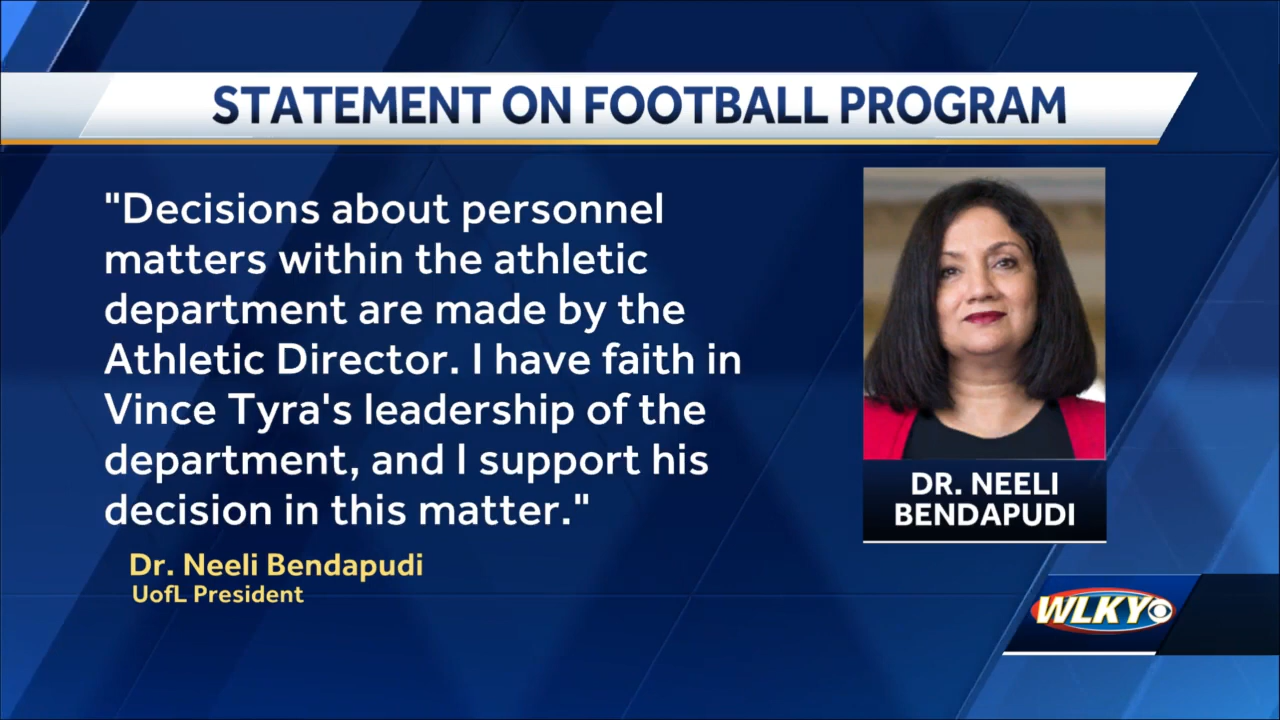 STATEMENT ON FOOTBALL PROGRAM
"Decisions about personnel
matters within the athletic
department are made by the
Athletic Director. I have faith in
Vince Tyra's leadership of the
department, and I support his
decision in this matter."
Dr. Neeli Bendapudi
UofL President
DR. NEELI
BENDAPUDI
WLKY